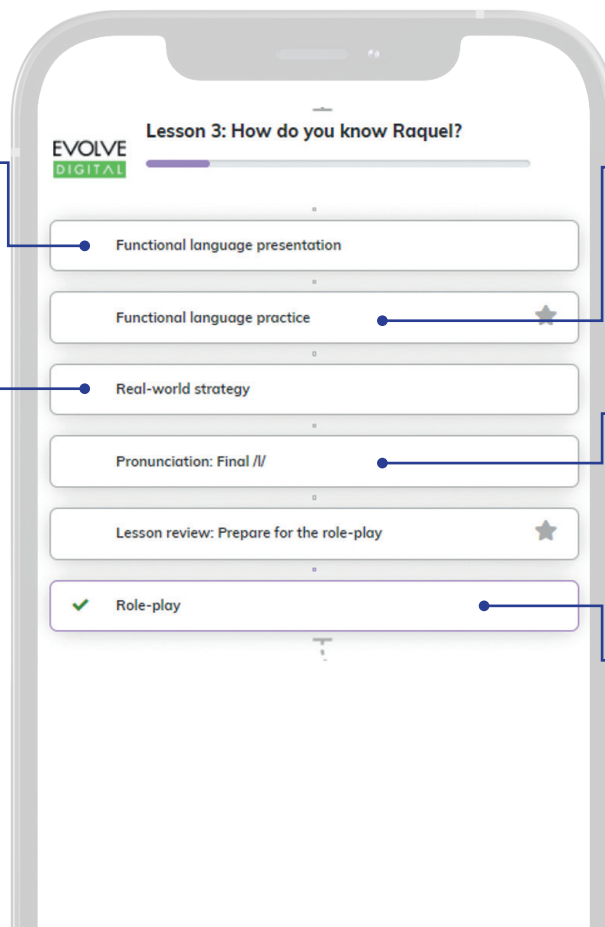 Lesson 3: How do you know Raquel?
EVOLVE
DIGITAL
Functional language presentation
Functional language practice
Real-world strategy
Pronunciation: Final /l/
Lesson review: Prepare for the role-play
Role-play